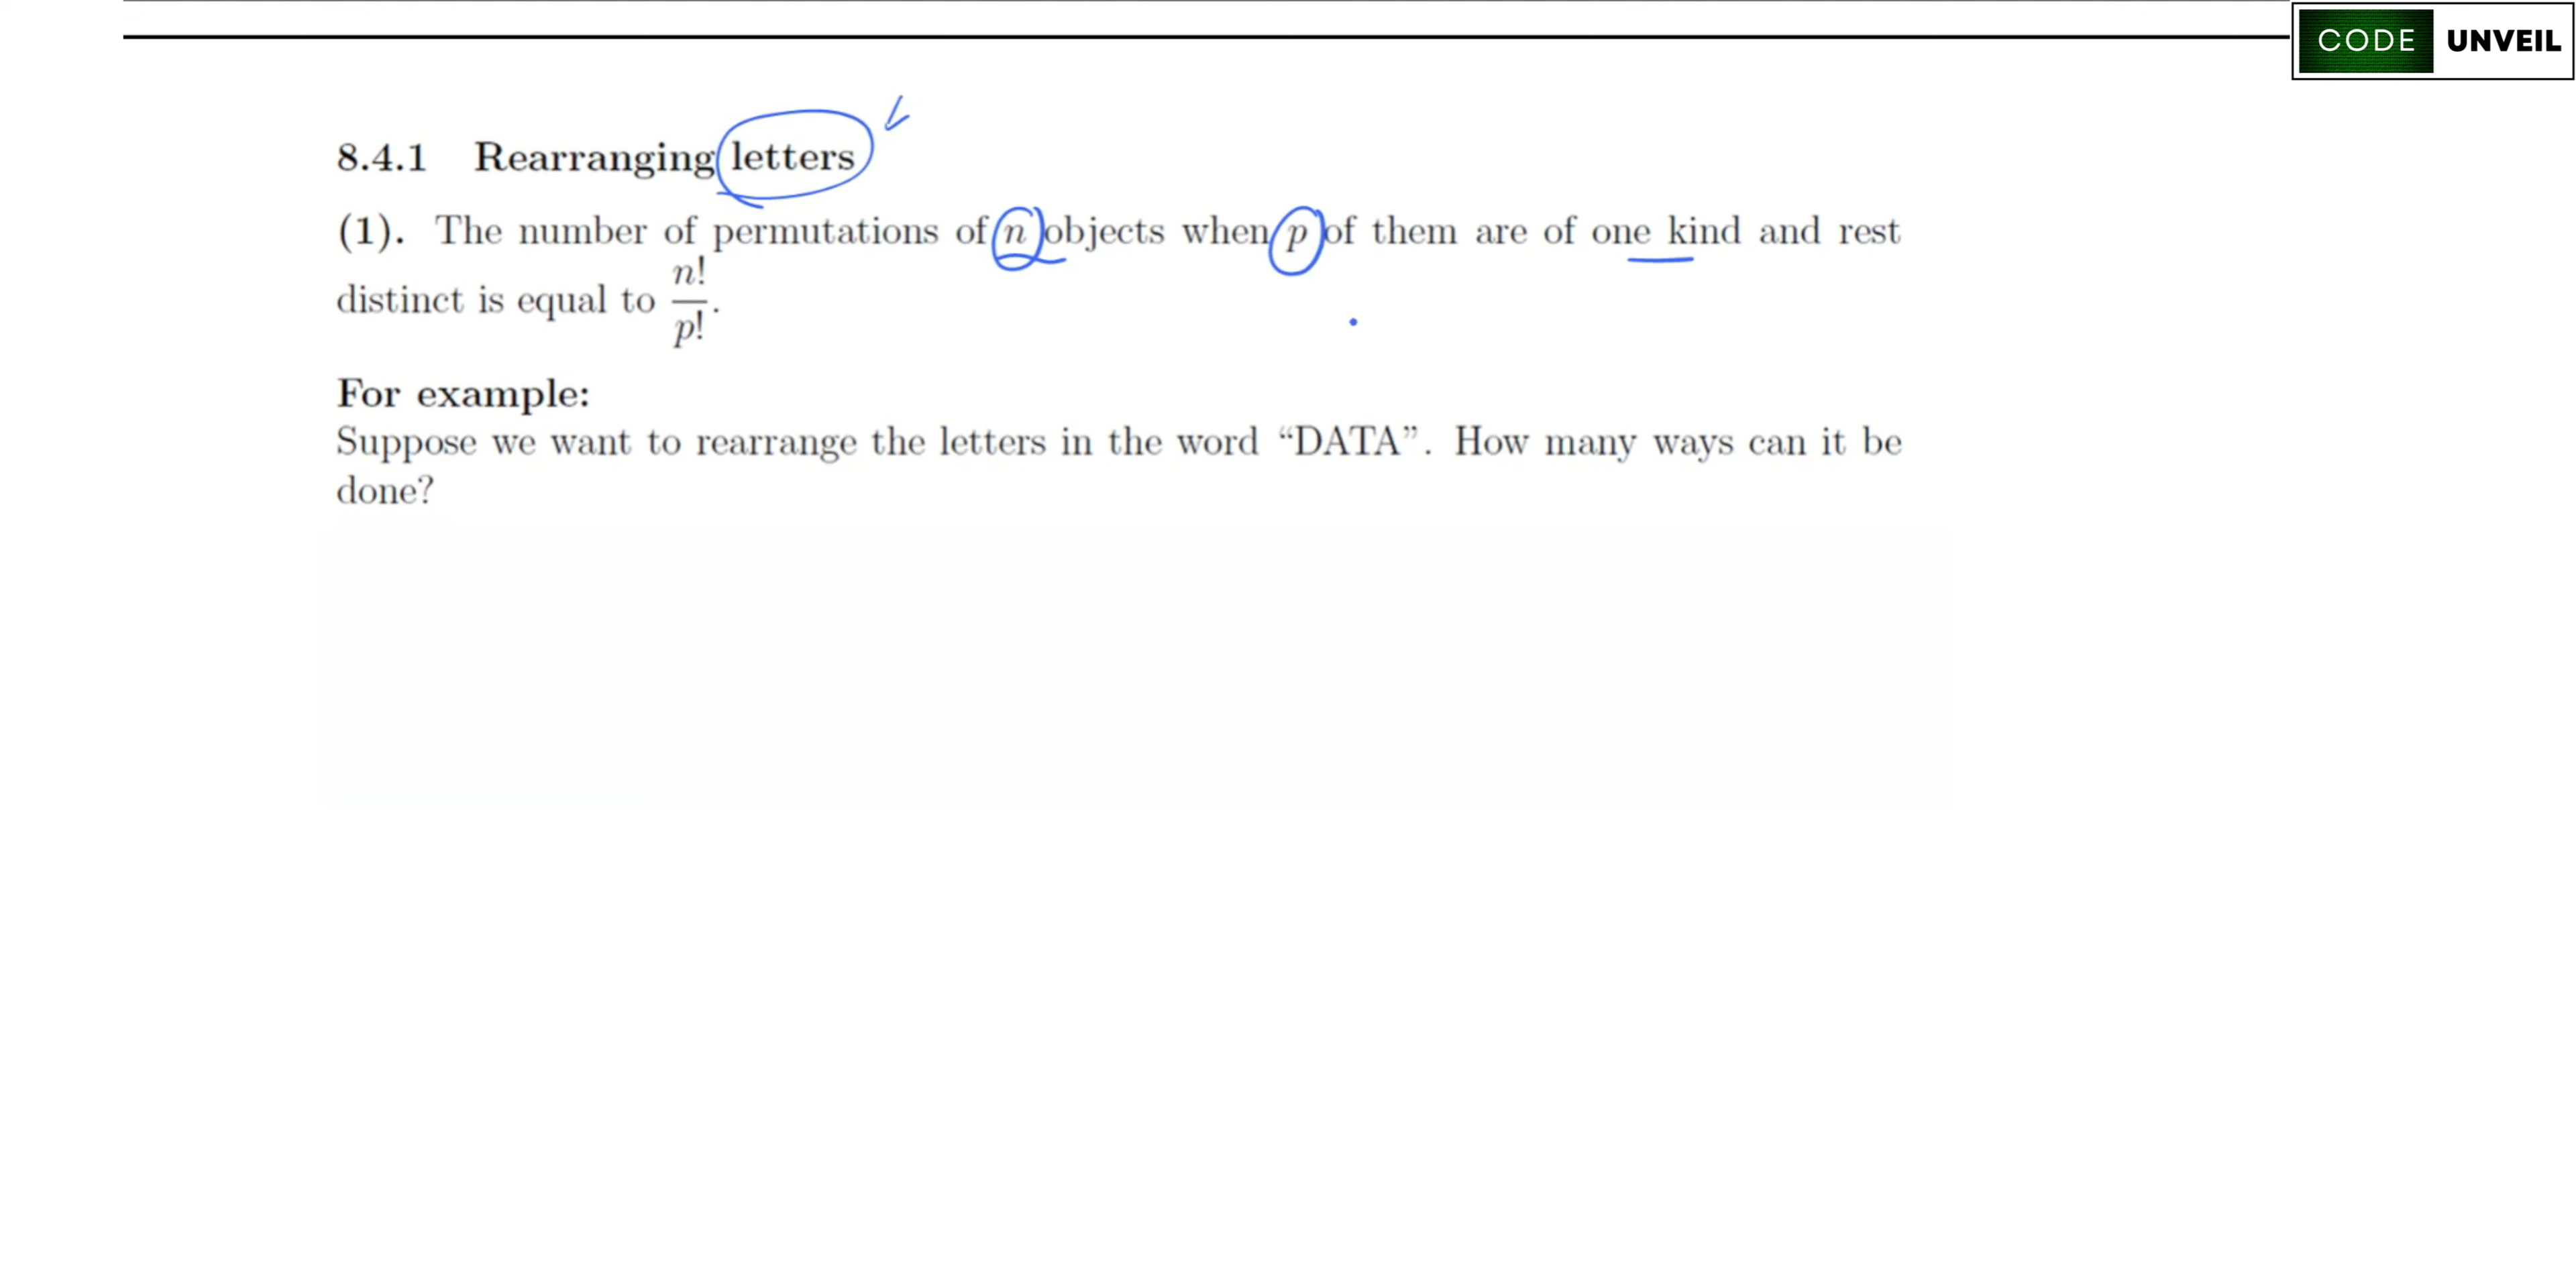 CODE UNVEIL
8.4.1 Rearranging letters
(1). The number of permutations of n objects when p of them are of one kind and rest
distinct is equal to n!/p!.
For example:
Suppose we want to rearrange the letters in the word “DATA”. How many ways can it be
done?